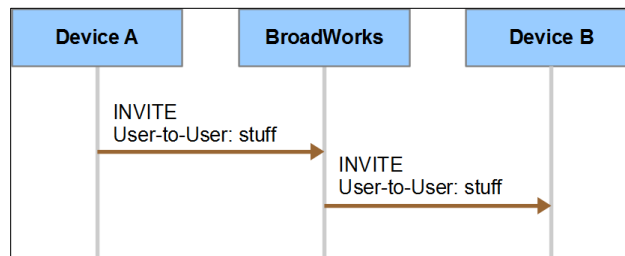 Device A
BroadWorks
Device B
INVITE
User-to-User: stuff
INVITE
User-to-User: stuff